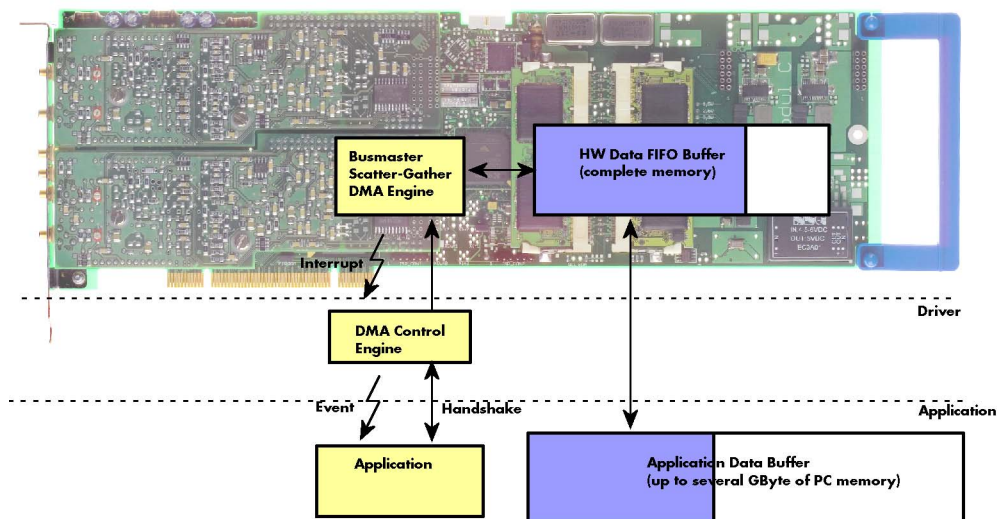 Busmaster
Scatter-Gather
DMA Engine
HW Data FIFO Buffer
(complete memory)
Interrupt
Driver
DMA Control
Engine
Event
Handshake
Application
Application
Application Data Buffer
(up to several GByte of PC memory)